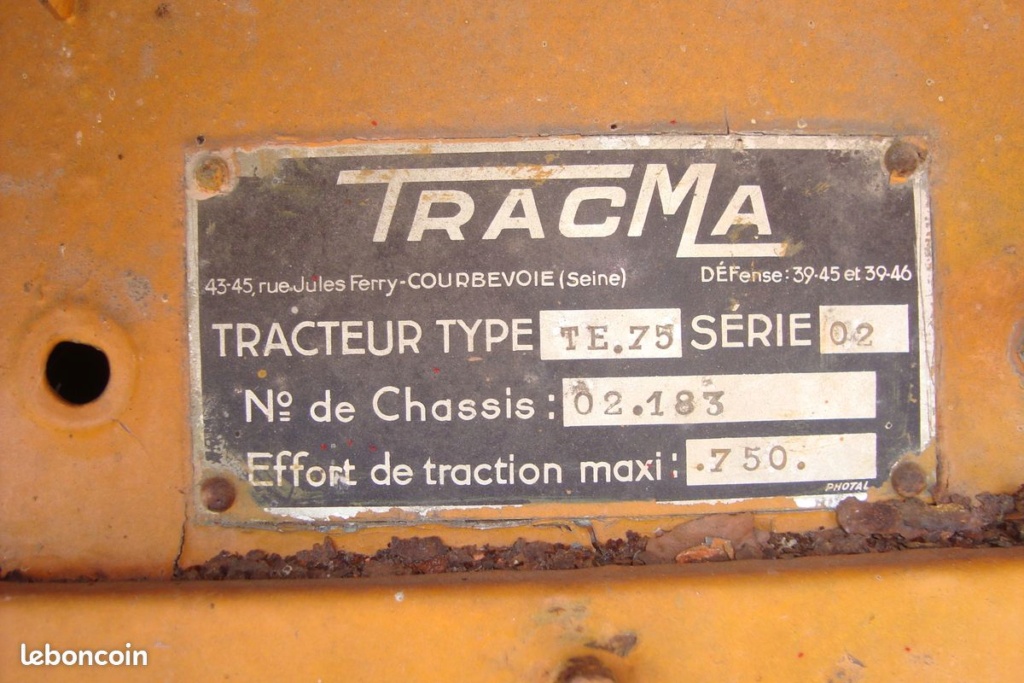 TRACMA
43-45, rue Jules Ferry - COURBEVOIE (Seine) DÉFense : 39-45 et 39-46
TRACTEUR TYPE TE.75 SÉRIE 02
Nº de Chassis : 02.183
Effort de traction maxi : .750.
PHOTAL
leboncoin